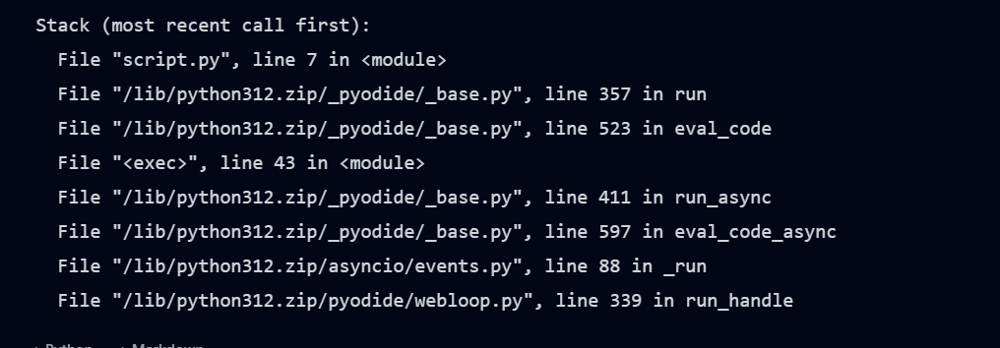 Stack (most recent call first):
File "script.py", line 7 in <module>
File "/lib/python312.zip/_pyodide/_base.py", line 357 in run
File "/lib/python312.zip/_pyodide/_base.py", line 523 in eval_code
File "<exec>", line 43 in <module>
File "/lib/python312.zip/_pyodide/_base.py", line 411 in run_async
File "/lib/python312.zip/_pyodide/_base.py", line 597 in eval_code_async
File "/lib/python312.zip/asyncio/events.py", line 88 in _run
File "/lib/python312.zip/pyodide/webloop.py", line 339 in run_handle
+ Python + Markdown